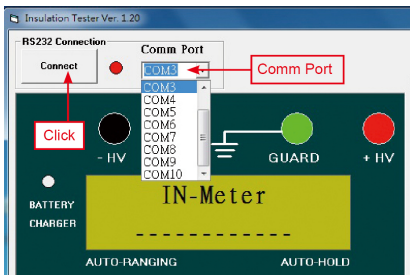 Insulation Tester Ver. 1.20
RS232 Connection
Comm Port
Connect
COM3
Comm Port
COM3
COM4
COM5
COM6
COM7
COM8
COM9
COM10
Click
- HV
GUARD
+ HV
BATTERY
CHARGER
IN-Meter
------------
AUTO-RANGING
AUTO-HOLD